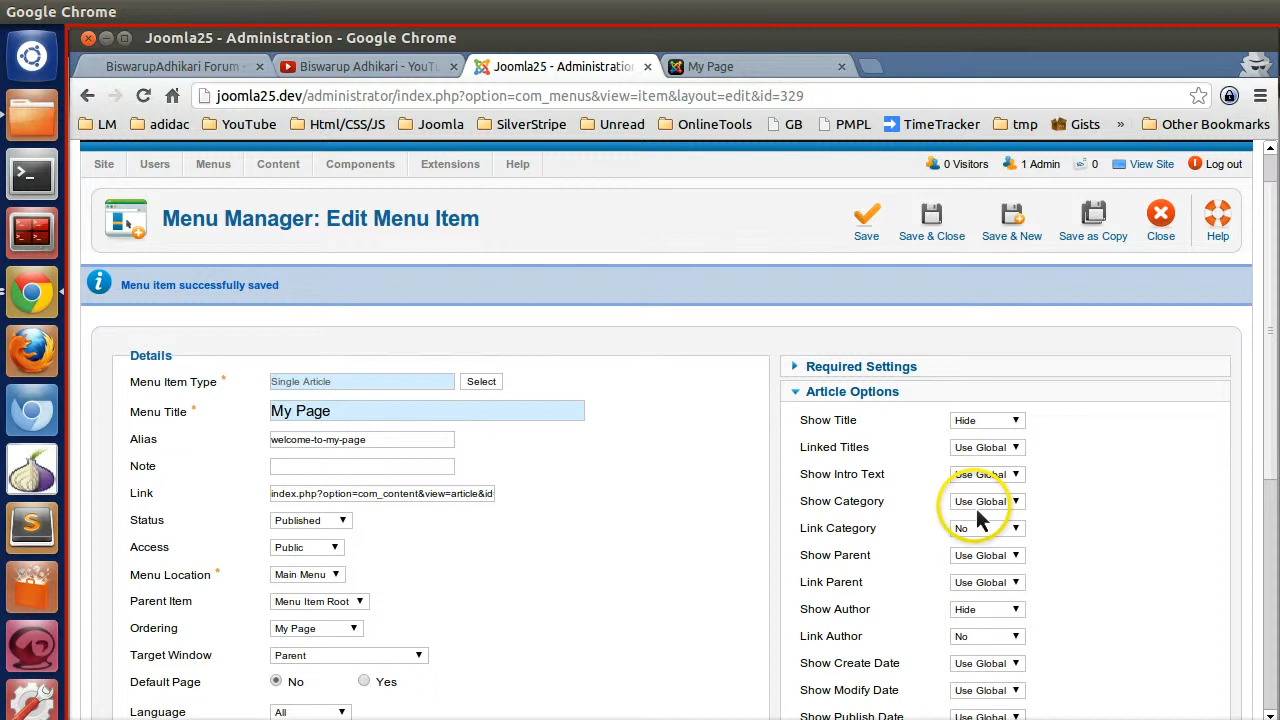 Google Chrome
Joomla25 - Administration - Google Chrome
BiswarupAdhikari Forum
Biswarup Adhikari - YouTu
Joomla25 - Administration
My Page
joomla25.dev/administrator/index.php?option=com_menus&view=item&layout=edit&id=329
LM
adidac
YouTube
Html/CSS/JS
Joomla
SilverStripe
Unread
OnlineTools
GB
PMPL
TimeTracker
tmp
Gists
»
Other Bookmarks
Site
Users
Menus
Content
Components
Extensions
Help
0 Visitors
1 Admin
0
View Site
Log out
Menu Manager: Edit Menu Item
Save
Save & Close
Save & New
Save as Copy
Close
Help
Menu item successfully saved
Details
Menu Item Type *
Single Article
Select
Menu Title *
My Page
Alias
welcome-to-my-page
Note
Link
index.php?option=com_content&view=article&id
Status
Published
Access
Public
Menu Location *
Main Menu
Parent Item
Menu Item Root
Ordering
My Page
Target Window
Parent
Default Page
No
Yes
Language
All
Required Settings
Article Options
Show Title
Hide
Linked Titles
Use Global
Show Intro Text
Use Global
Show Category
Use Global
Link Category
No
Show Parent
Use Global
Link Parent
Use Global
Show Author
Hide
Link Author
No
Show Create Date
Use Global
Show Modify Date
Use Global
Show Publish Date
Use Global